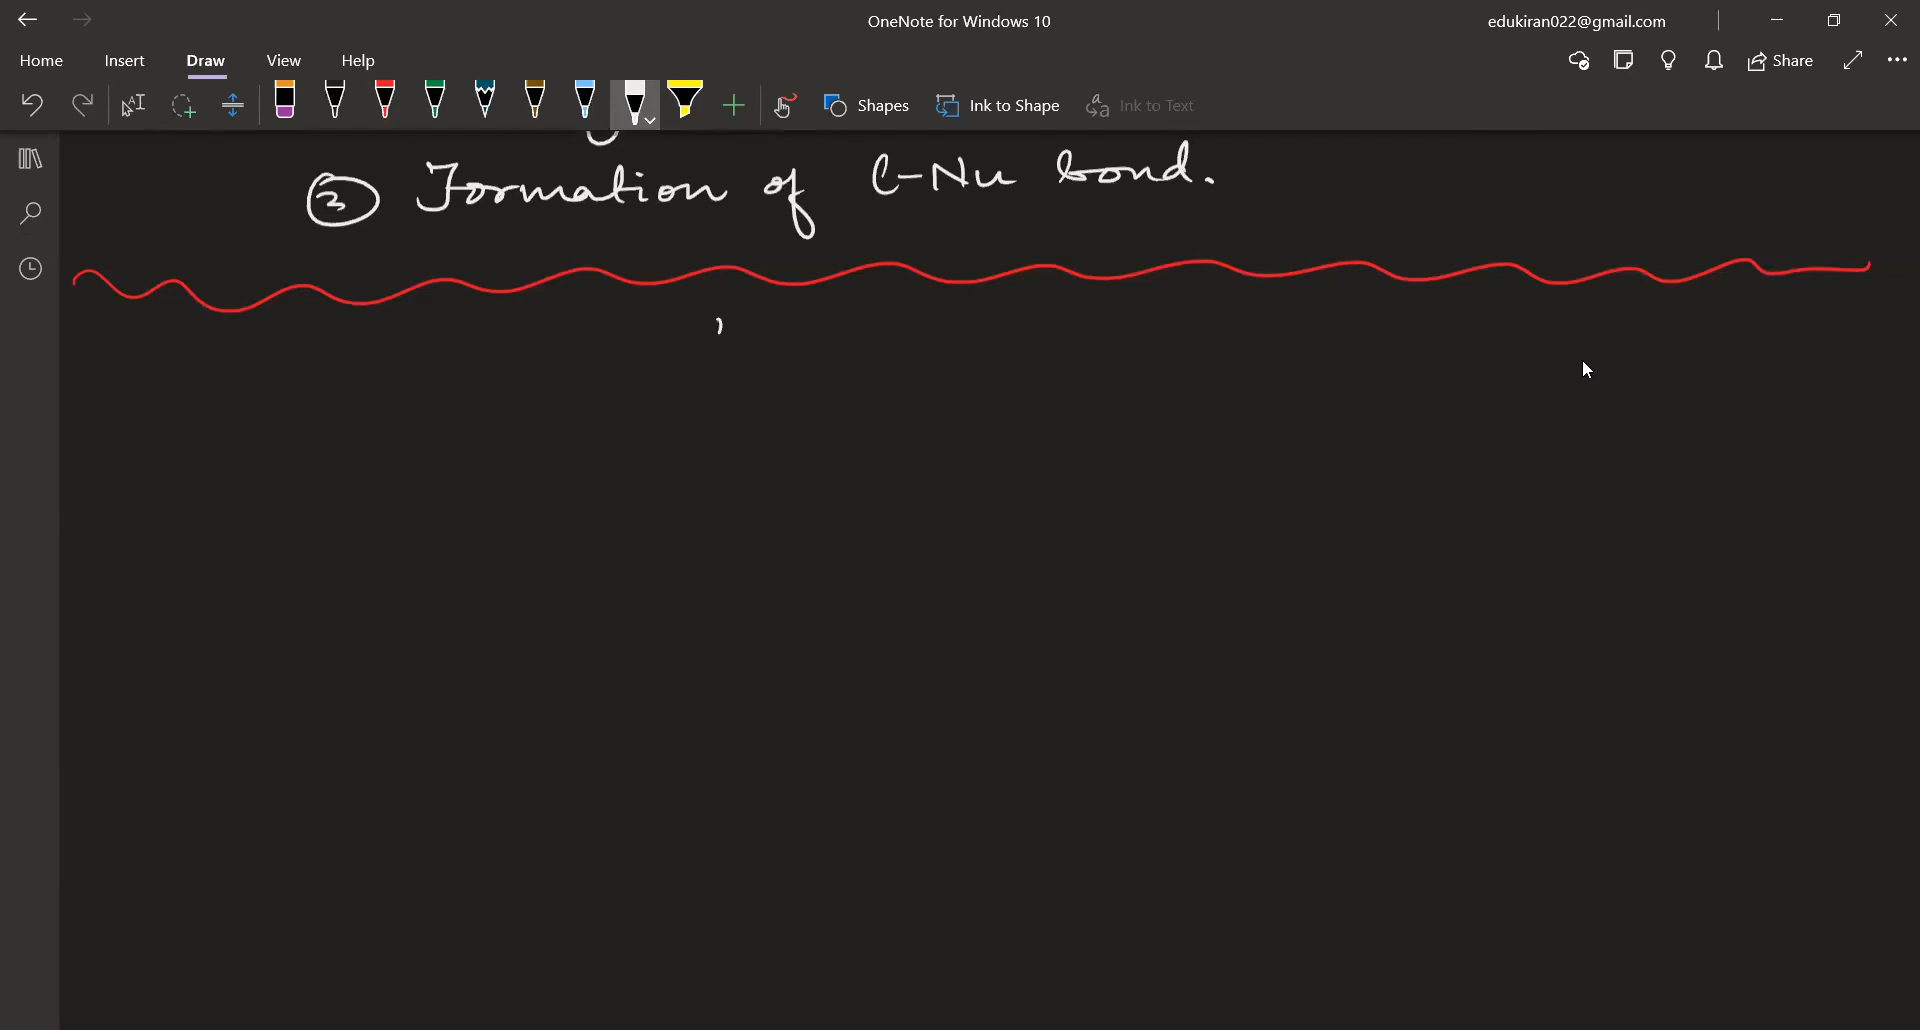 OneNote for Windows 10
edukiran022@gmail.com
Home Insert Draw View Help
Share
Shapes Ink to Shape Ink to Text
② Formation of C-Nu bond.